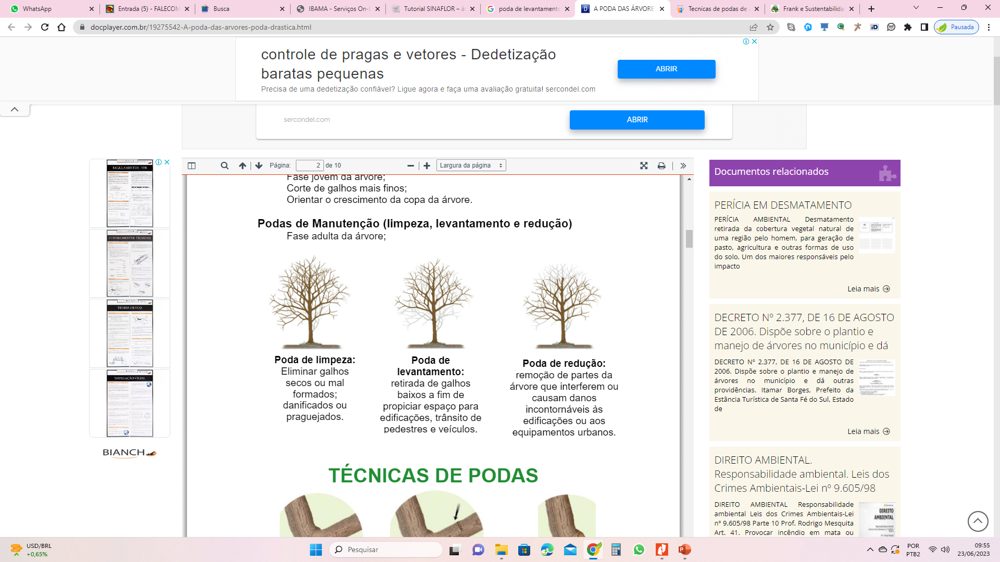 WhatsApp
Entrada (5) - FALECOM
Busca
IBAMA - Serviços On-L
Tutorial SINAFLOR – á
poda de levantamento
A PODA DAS ÁRVORE
Tecnicas de podas de
Frank e Sustentabilida
docplayer.com.br/19275542-A-poda-das-arvores-poda-drastica.html
Pausada
controle de pragas e vetores - Dedetização
baratas pequenas
Precisa de uma dedetização confiável? Ligue agora e faça uma avaliação gratuita! sercondel.com
ABRIR
sercondel.com
ABRIR
Página: 2 de 10
Largura da página
REGULAMENTOS - VFR
CONHECIMENTOS TÉCNICOS
TEORIA DE VOO
NAVEGAÇÃO VISUAL
BIANCH
Fase jovem da árvore;
Corte de galhos mais finos;
Orientar o crescimento da copa da árvore.
Podas de Manutenção (limpeza, levantamento e redução)
Fase adulta da árvore;
Poda de limpeza:
Eliminar galhos
secos ou mal
formados;
danificados ou
praguejados.
Poda de
levantamento:
retirada de galhos
baixos a fim de
propiciar espaço para
edificações, trânsito de
pedestres e veículos.
Poda de redução:
remoção de partes da
árvore que interferem ou
causam danos
incontornáveis às
edificações ou aos
equipamentos urbanos.
TÉCNICAS DE PODAS
Documentos relacionados
PERÍCIA EM DESMATAMENTO
PERÍCIA AMBIENTAL Desmatamento
retirada da cobertura vegetal natural de
uma região pelo homem, para geração de
pasto, agricultura e outras formas de uso
do solo. Um dos maiores responsáveis pelo
impacto
Leia mais
DECRETO Nº 2.377, DE 16 DE AGOSTO
DE 2006. Dispõe sobre o plantio e
manejo de árvores no município e dá
DECRETO Nº 2.377, DE 16 DE AGOSTO DE
2006. Dispõe sobre o plantio e manejo de
árvores no município e dá outras
providências. Itamar Borges, Prefeito da
Estância Turística de Santa Fé do Sul, Estado
de
Leia mais
DIREITO AMBIENTAL.
Responsabilidade ambiental. Leis dos
Crimes Ambientais-Lei nº 9.605/98
DIREITO AMBIENTAL Responsabilidade
ambiental Leis dos Crimes Ambientais-Lei
nº 9.605/98 Parte 10 Prof. Rodrigo Mesquita
Art. 41. Provocar incêndio em mata ou
DIREITO
AMBIENTAL
USD/BRL
+0,65%
Pesquisar
POR
PTB2
09:55
23/06/2023